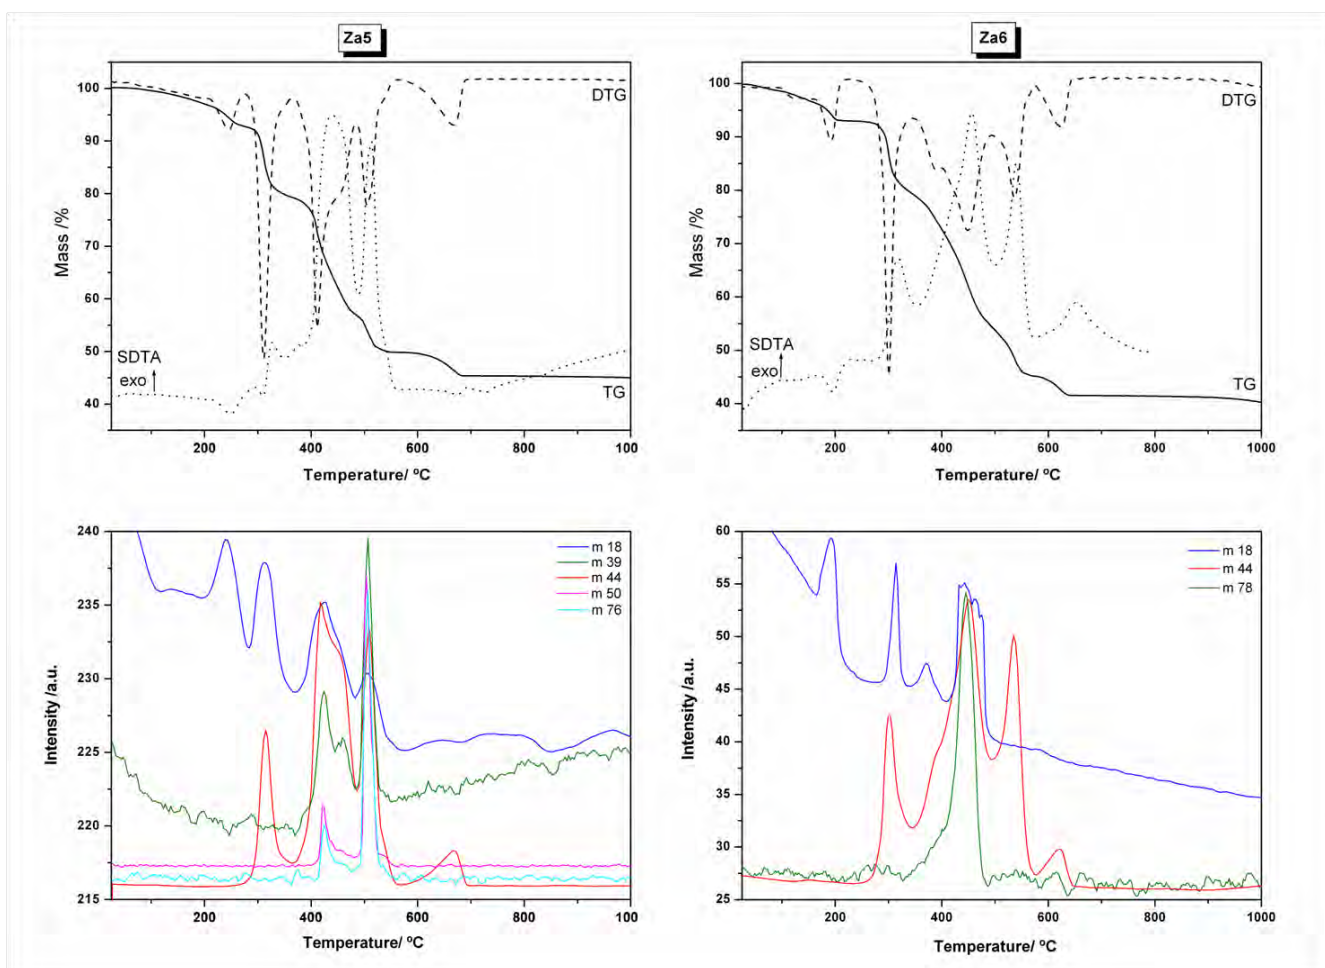 Za5
100
90
80
70
60
50
40
Mass /%
DTG
SDTA
exo
TG
200
400
600
800
1000
Temperature/ ºC
Za6
100
90
80
70
60
50
40
Mass /%
DTG
SDTA
exo
TG
200
400
600
800
1000
Temperature/ ºC
240
235
230
225
220
215
Intensity /a.u.
m 18
m 39
m 44
m 50
m 76
200
400
600
800
1000
Temperature/ ºC
60
55
50
45
40
35
30
25
Intensity /a.u.
m 18
m 44
m 78
200
400
600
800
1000
Temperature/ ºC